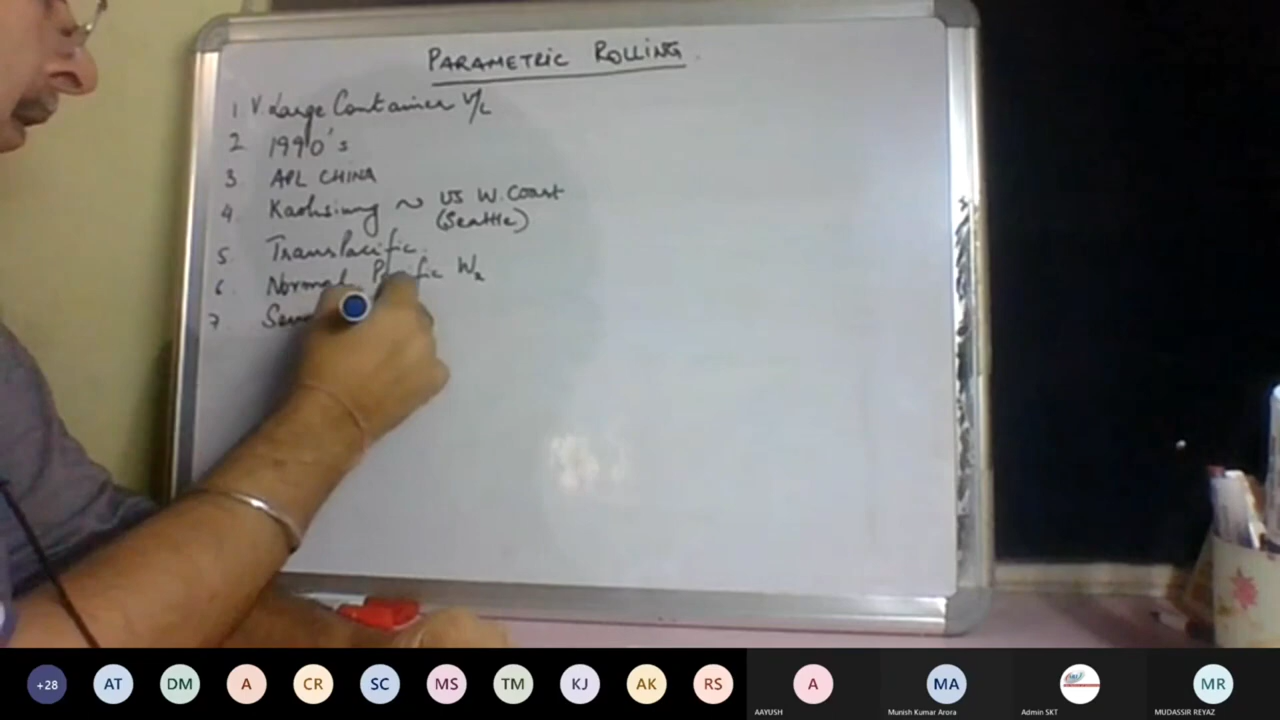 PARAMETRIC ROLLING
1 V. Large Container V/L
2 1990's
3 APL CHINA
4 Kaohsiung ~ US W. Coast
(Seattle)
5 Transpacific.
6 Normal Pacific Wx
7
+28 AT DM A CR SC MS TM KJ AK RS A MA MR
AAYUSH Munish Kumar Arora Admin SKT MUDASSIR REYAZ